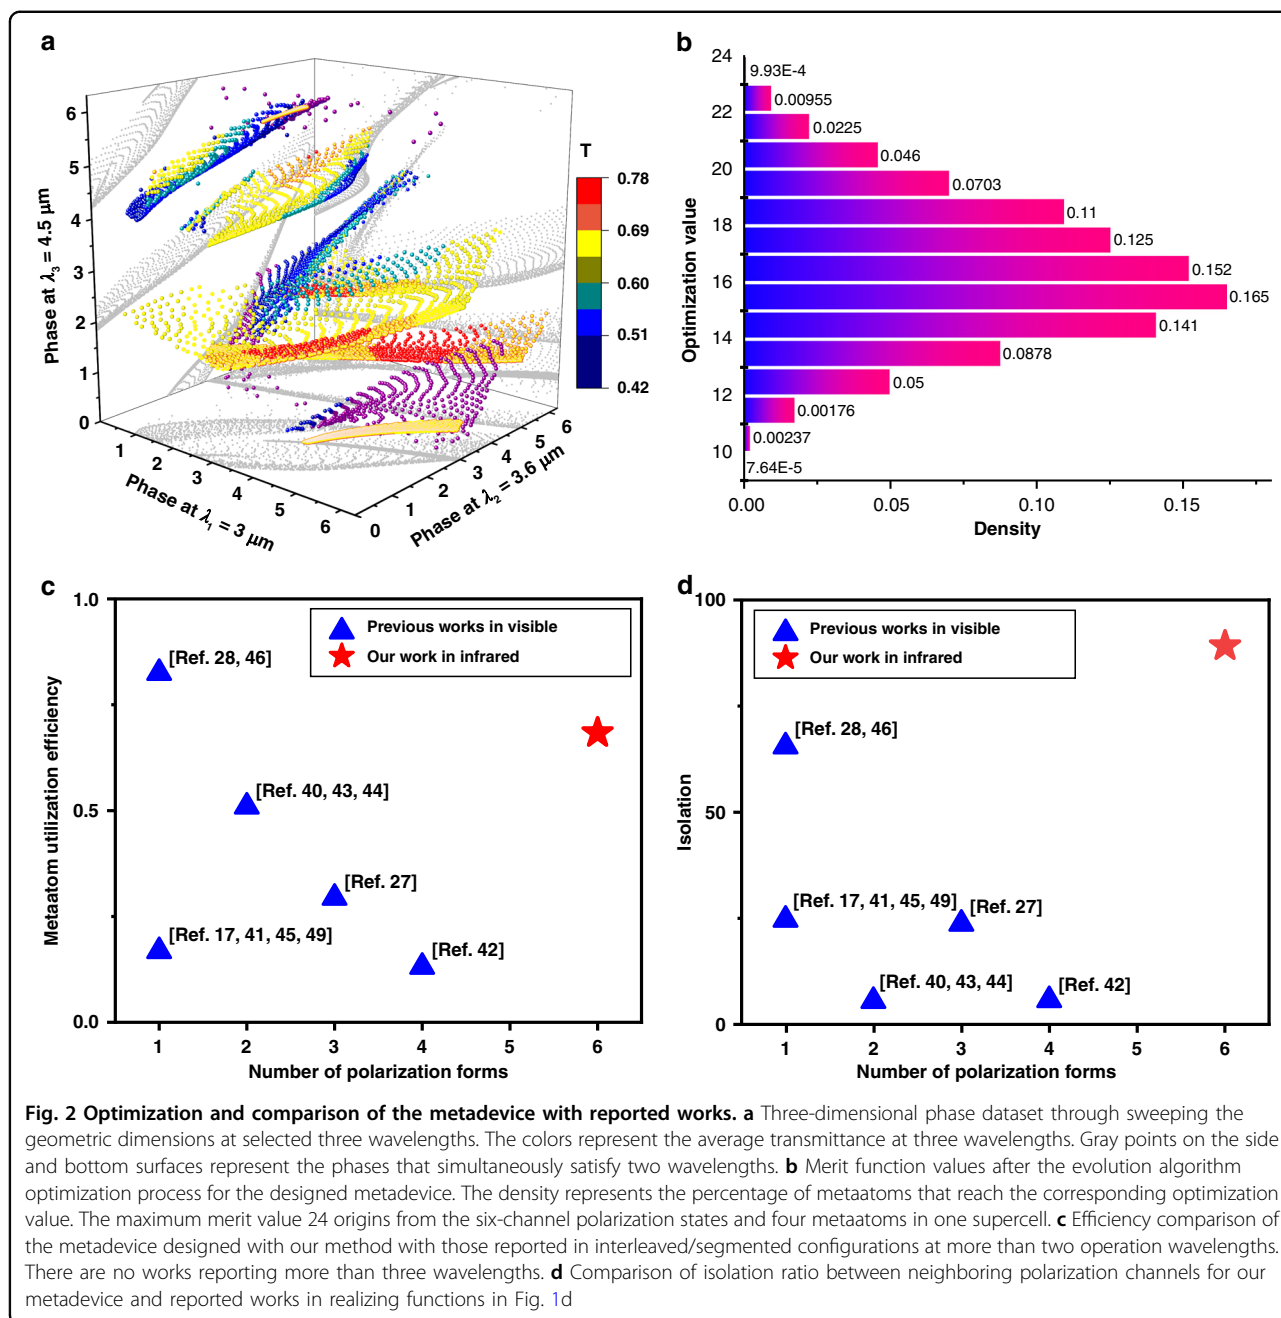 a
6
5
4
3
2
1
0
Phase at λ3 = 4.5 μm
1
2
3
4
5
6
Phase at λ1 = 3 μm
0
1
2
3
4
5
6
Phase at λ2 = 3.6 μm
T
0.78
0.69
0.60
0.51
0.42
b
24
22
20
18
16
14
12
10
Optimization value
9.93E-4
0.00955
0.0225
0.046
0.0703
0.11
0.125
0.152
0.165
0.141
0.0878
0.05
0.00176
0.00237
7.64E-5
0.00
0.05
0.10
0.15
Density
c
1.0
0.5
0.0
Metaatom utilization efficiency
Previous works in visible
Our work in infrared
[Ref. 28, 46]
[Ref. 40, 43, 44]
[Ref. 27]
[Ref. 17, 41, 45, 49]
[Ref. 42]
1
2
3
4
5
6
Number of polarization forms
d
100
50
0
Isolation
Previous works in visible
Our work in infrared
[Ref. 28, 46]
[Ref. 17, 41, 45, 49]
[Ref. 27]
[Ref. 40, 43, 44]
[Ref. 42]
1
2
3
4
5
6
Number of polarization forms
Fig. 2 Optimization and comparison of the metadevice with reported works. a Three-dimensional phase dataset through sweeping the
geometric dimensions at selected three wavelengths. The colors represent the average transmittance at three wavelengths. Gray points on the side
and bottom surfaces represent the phases that simultaneously satisfy two wavelengths. b Merit function values after the evolution algorithm
optimization process for the designed metadevice. The density represents the percentage of metaatoms that reach the corresponding optimization
value. The maximum merit value 24 origins from the six-channel polarization states and four metaatoms in one supercell. c Efficiency comparison of
the metadevice designed with our method with those reported in interleaved/segmented configurations at more than two operation wavelengths.
There are no works reporting more than three wavelengths. d Comparison of isolation ratio between neighboring polarization channels for our
metadevice and reported works in realizing functions in Fig. 1d